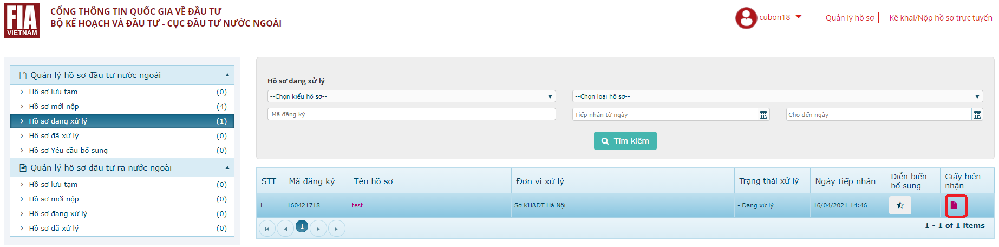 FIA
VIETNAM
CỔNG THÔNG TIN QUỐC GIA VỀ ĐẦU TƯ
BỘ KẾ HOẠCH VÀ ĐẦU TƯ - CỤC ĐẦU TƯ NƯỚC NGOÀI
cubon18
Quản lý hồ sơ
Kê khai/Nộp hồ sơ trực tuyến
Quản lý hồ sơ đầu tư nước ngoài
Hồ sơ lưu tạm (0)
Hồ sơ mới nộp (4)
Hồ sơ đang xử lý (1)
Hồ sơ đã xử lý (0)
Hồ sơ Yêu cầu bổ sung (0)
Quản lý hồ sơ đầu tư ra nước ngoài
Hồ sơ lưu tạm (0)
Hồ sơ mới nộp (0)
Hồ sơ đang xử lý (0)
Hồ sơ đã xử lý (0)
Hồ sơ đang xử lý
--Chọn kiểu hồ sơ--
--Chọn loại hồ sơ--
Mã đăng ký
Tiếp nhận từ ngày
Cho đến ngày
Tìm kiếm
STT
Mã đăng ký
Tên hồ sơ
Đơn vị xử lý
Trạng thái xử lý
Ngày tiếp nhận
Diễn biến
bổ sung
Giấy biên
nhận
1
160421718
test
Sở KH&ĐT Hà Nội
- Đang xử lý
16/04/2021 14:46
1
1 - 1 of 1 items